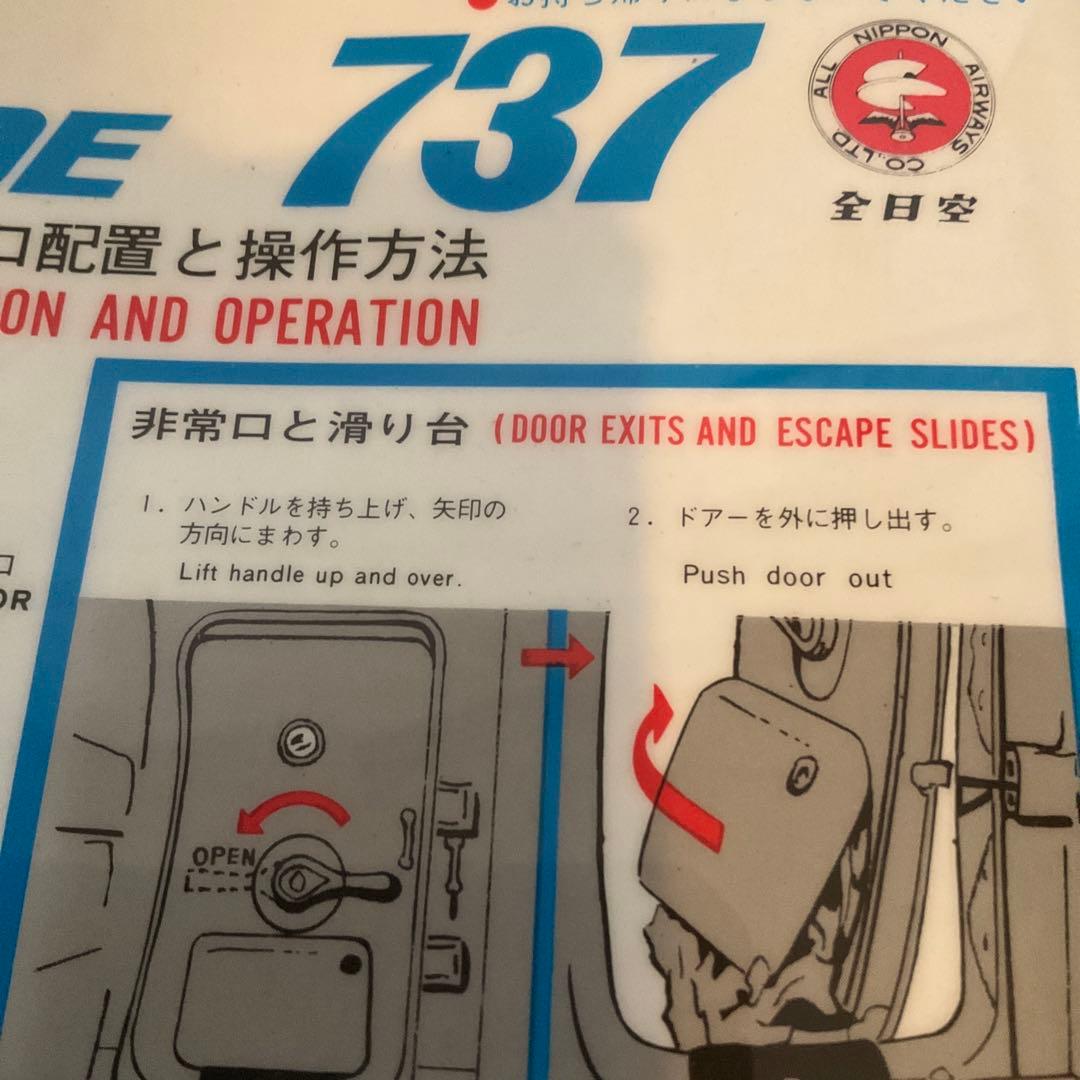 737
ALL NIPPON AIRWAYS CO.,LTD
全日空
口配置と操作方法
ON AND OPERATION
非常口と滑り台 (DOOR EXITS AND ESCAPE SLIDES)
1. ハンドルを持ち上げ、矢印の
方向にまわす。
Lift handle up and over.
2. ドアーを外に押し出す。
Push door out
OPEN